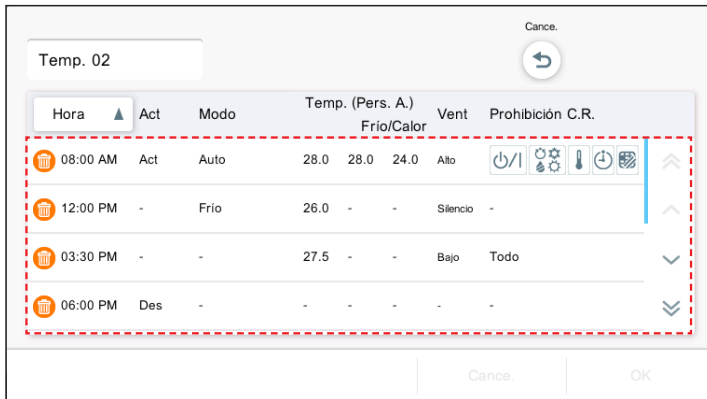 Cance.
Temp. 02
Hora Act Modo Temp. (Pers. A.) Frío/Calor Vent Prohibición C.R.
08:00 AM Act Auto 28.0 28.0 24.0 Alto
12:00 PM - Frío 26.0 - - Silencio -
03:30 PM - - 27.5 - - Bajo Todo
06:00 PM Des - - - - - -
Cance. OK